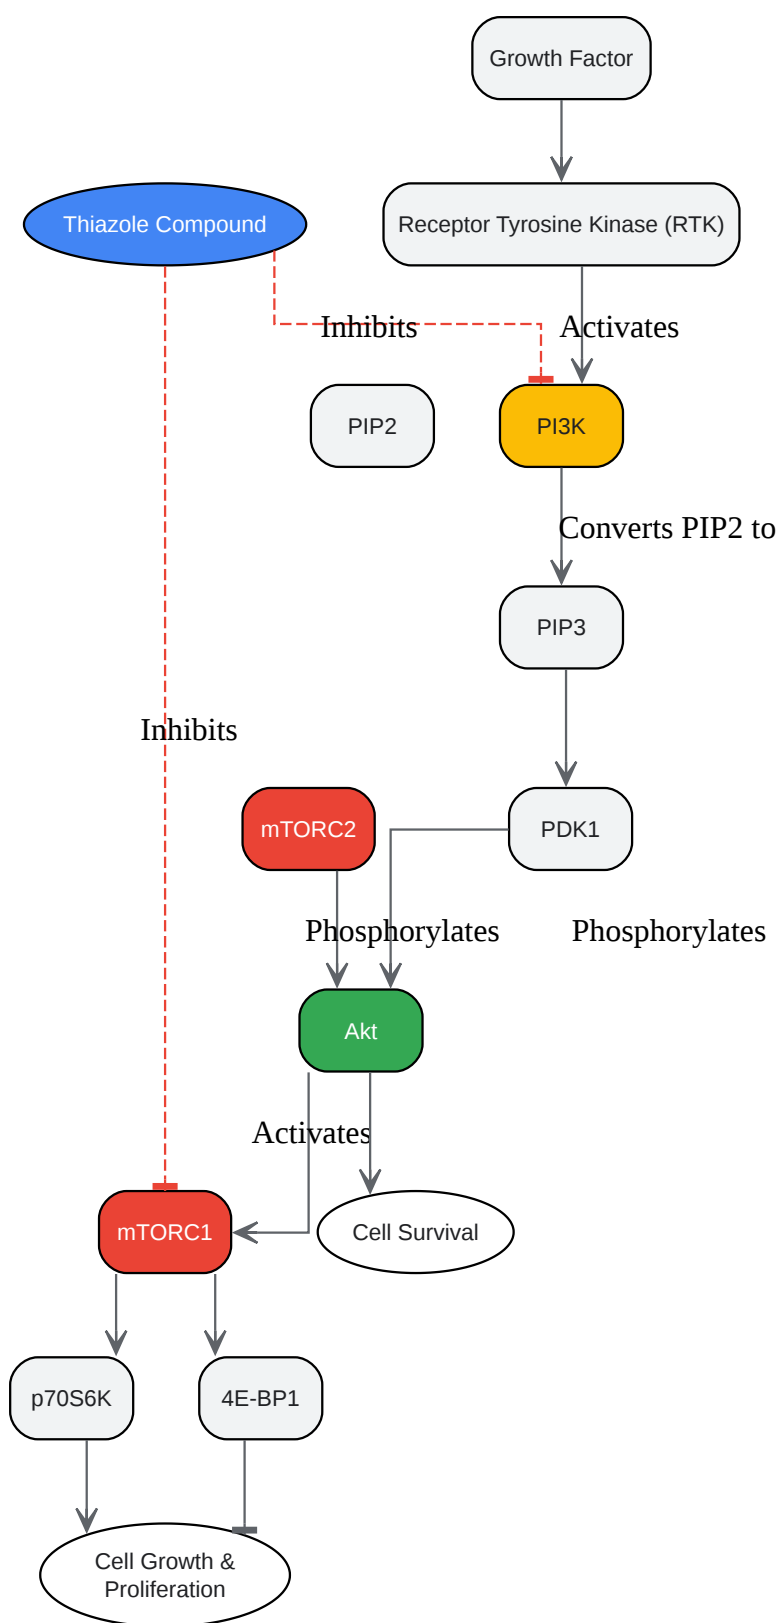 Growth Factor
Thiazole Compound
Receptor Tyrosine Kinase (RTK)
Inhibits
Activates
PIP2
PI3K
Converts PIP2 to
PIP3
Inhibits
mTORC2
PDK1
Phosphorylates
Phosphorylates
Akt
Activates
mTORC1
Cell Survival
p70S6K
4E-BP1
Cell Growth &
Proliferation